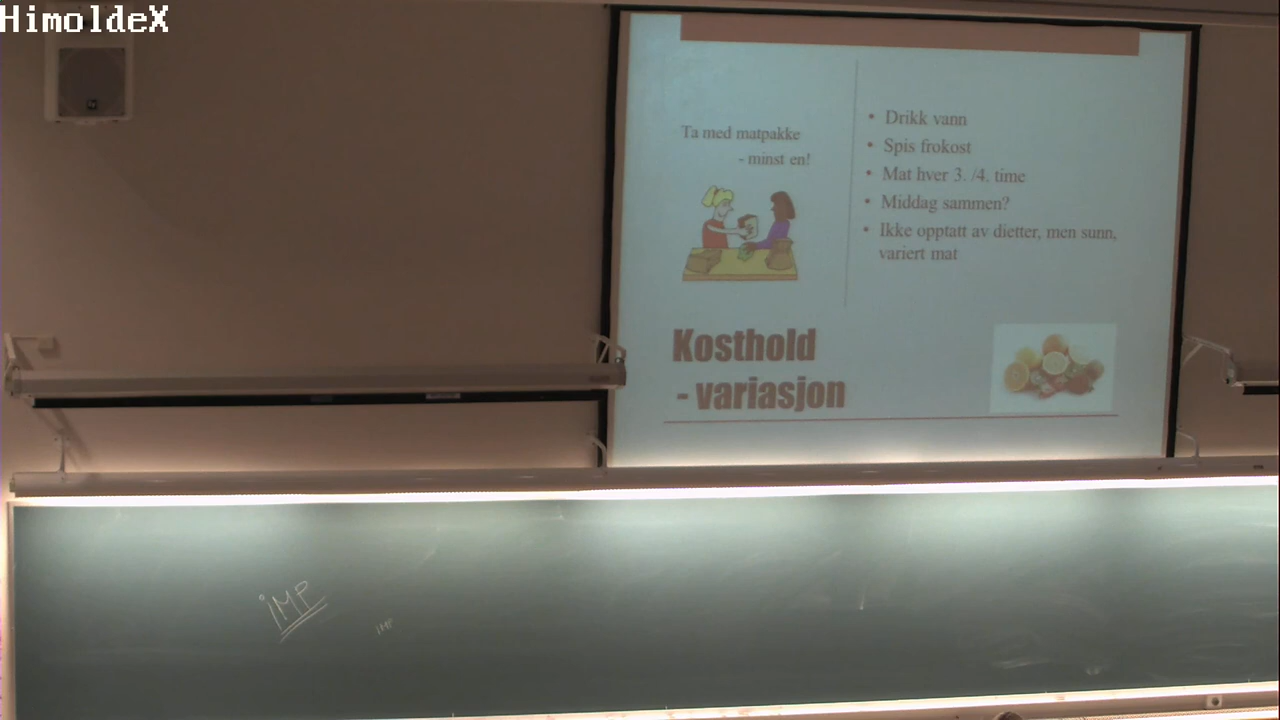 HimoldeX
Ta med matpakke
- minst en!
• Drikk vann
• Spis frokost
• Mat hver 3. /4. time
• Middag sammen?
• Ikke opptatt av dietter, men sunn,
variert mat
Kosthold
- variasjon
iMP
IMP